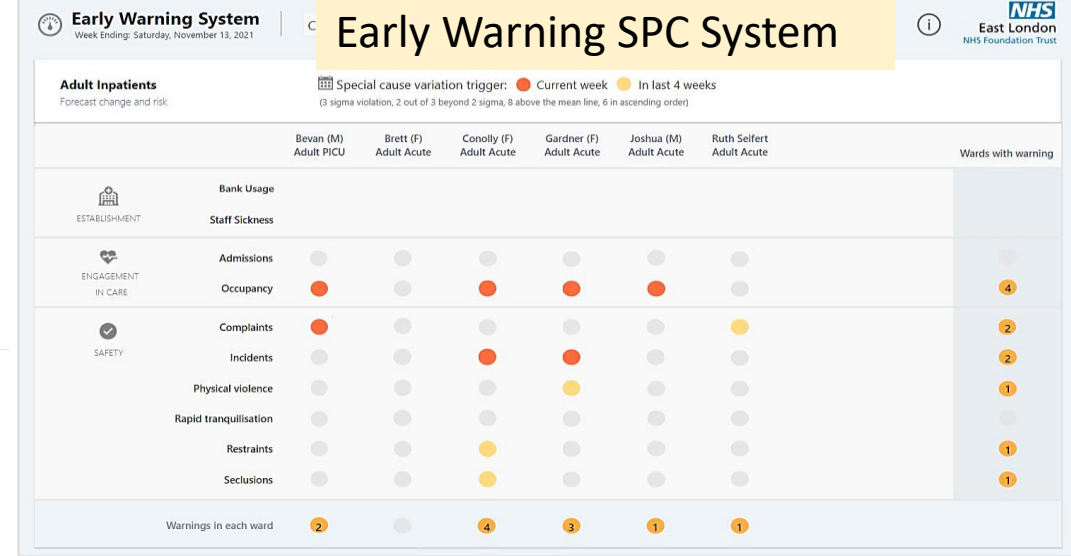 Early Warning System
Week Ending: Saturday, November 13, 2021
Early Warning SPC System
i
NHS
East London
NHS Foundation Trust
Adult Inpatients
Forecast change and risk
Special cause variation trigger: Current week In last 4 weeks
(3 sigma violation, 2 out of 3 beyond 2 sigma, 8 above the mean line, 6 in ascending order)
Bevan (M) Brett (F) Conolly (F) Gardner (F) Joshua (M) Ruth Seifert
Adult PICU Adult Acute Adult Acute Adult Acute Adult Acute Adult Acute Wards with warning
Bank Usage
ESTABLISHMENT Staff Sickness
Admissions
ENGAGEMENT
IN CARE Occupancy 4
Complaints 2
SAFETY Incidents 2
Physical violence 1
Rapid tranquilisation
Restraints 1
Seclusions 1
Warnings in each ward 2 4 3 1 1